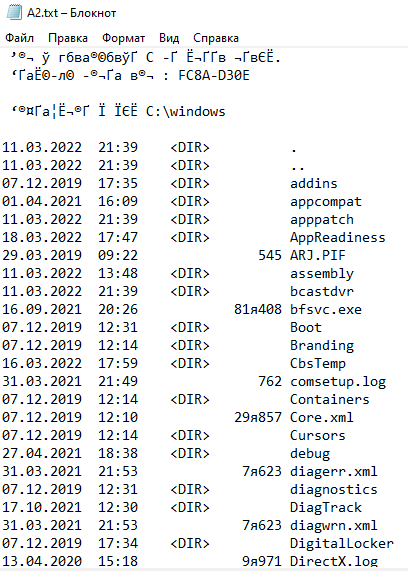 A2.txt – Блокнот
Файл Правка Формат Вид Справка
’®¬ ў гбва®©бвўҐ C -Ґ Ё¬ҐҐв ¬ҐвЄЁ.
‘ҐаЁ©-л© -®¬Ґа в®¬ : FC8A-D30E
‘®¤Ґа¦Ё¬®Ґ Ї ЇЄЁ C:\windows
11.03.2022 21:39 <DIR> .
11.03.2022 21:39 <DIR> ..
07.12.2019 17:35 <DIR> addins
01.04.2021 16:09 <DIR> appcompat
11.03.2022 21:39 <DIR> apppatch
18.03.2022 17:47 <DIR> AppReadiness
29.03.2019 09:22 545 ARJ.PIF
11.03.2022 13:48 <DIR> assembly
11.03.2022 21:39 <DIR> bcastdvr
16.09.2021 20:26 81я408 bfsvc.exe
07.12.2019 12:31 <DIR> Boot
07.12.2019 12:14 <DIR> Branding
16.03.2022 17:59 <DIR> CbsTemp
31.03.2021 21:49 762 comsetup.log
07.12.2019 12:14 <DIR> Containers
07.12.2019 12:10 29я857 Core.xml
07.12.2019 12:14 <DIR> Cursors
27.04.2021 18:38 <DIR> debug
31.03.2021 21:53 7я623 diagerr.xml
07.12.2019 12:31 <DIR> diagnostics
17.10.2021 12:30 <DIR> DiagTrack
31.03.2021 21:53 7я623 diagwrn.xml
07.12.2019 17:34 <DIR> DigitalLocker
13.04.2020 15:18 9я971 DirectX.log